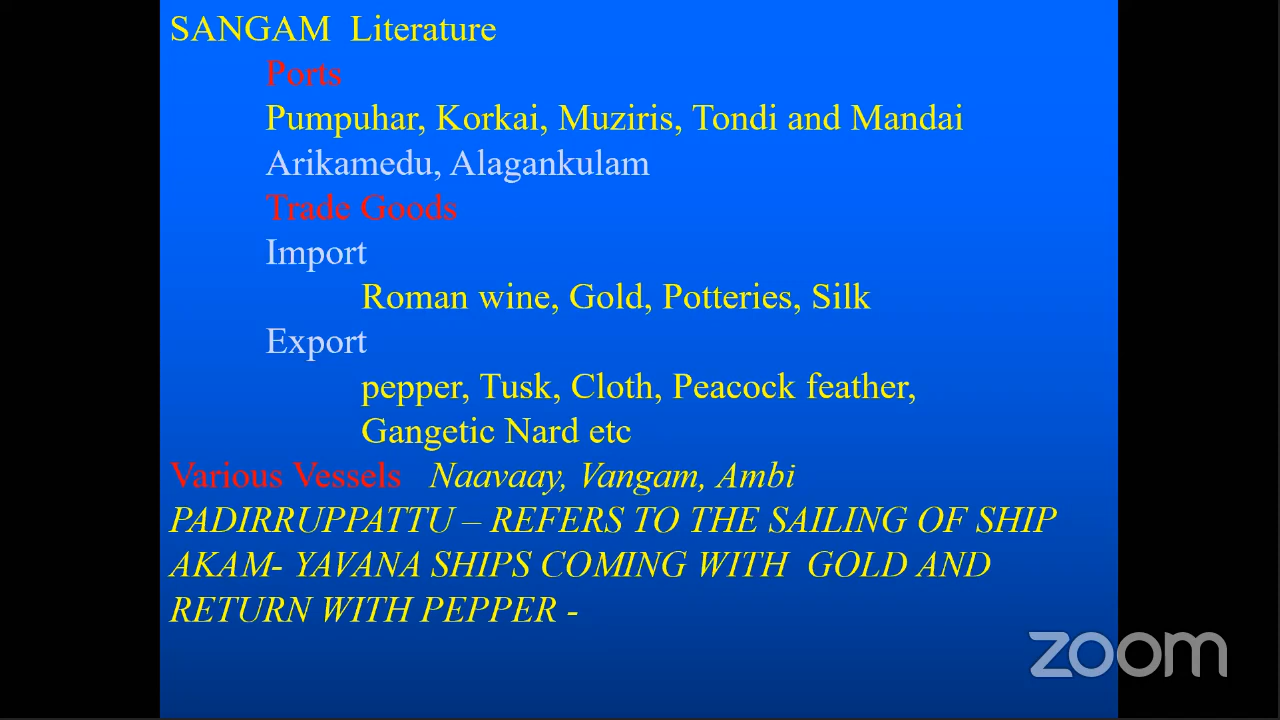 SANGAM Literature
Ports
Pumpuhar, Korkai, Muziris, Tondi and Mandai
Arikamedu, Alagankulam
Trade Goods
Import
Roman wine, Gold, Potteries, Silk
Export
pepper, Tusk, Cloth, Peacock feather,
Gangetic Nard etc
Various Vessels Naavaay, Vangam, Ambi
PADIRRUPPATTU – REFERS TO THE SAILING OF SHIP
AKAM- YAVANA SHIPS COMING WITH GOLD AND
RETURN WITH PEPPER -
zoom